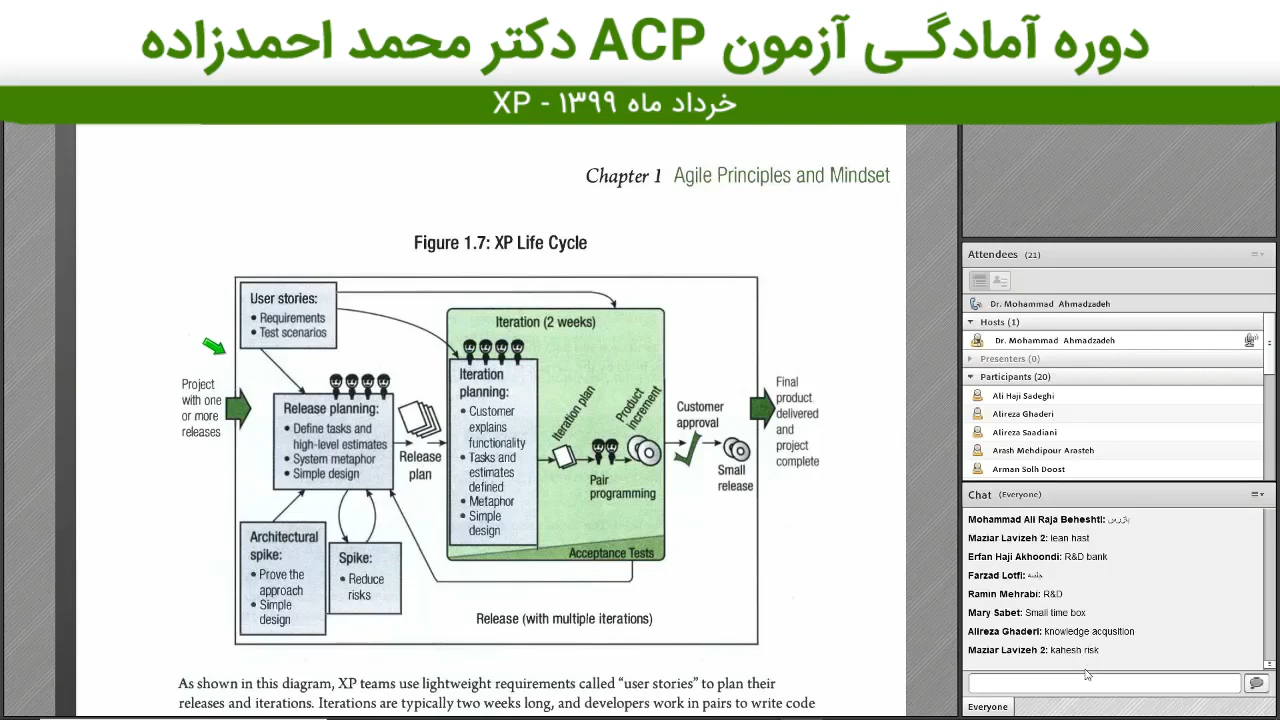 دوره آمادگی آزمون ACP دکتر محمد احمدزاده
خرداد ماه ۱۳۹۹ - XP
Chapter 1 Agile Principles and Mindset
Figure 1.7: XP Life Cycle
User stories:
• Requirements
• Test scenarios
Project
with one
or more
releases
Release planning:
• Define tasks and
high-level estimates
• System metaphor
• Simple design
Architectural
spike:
• Prove the
approach
• Simple
design
Spike:
• Reduce
risks
Release
plan
Iteration (2 weeks)
Iteration
planning:
• Customer
explains
functionality
• Tasks and
estimates
defined
• Metaphor
• Simple
design
Iteration plan
Pair
programming
Product
Increment
Acceptance Tests
Customer
approval
Small
release
Final
product
delivered
and
project
complete
Release (with multiple iterations)
As shown in this diagram, XP teams use lightweight requirements called “user stories” to plan their
releases and iterations. Iterations are typically two weeks long, and developers work in pairs to write code
Attendees (21)
Dr. Mohammad Ahmadzadeh
Hosts (1)
Dr. Mohammad Ahmadzadeh
Presenters (0)
Participants (20)
Ali Haji Sadeghi
Alireza Ghaderi
Alireza Saadiani
Arash Mehdipour Arasteh
Arman Solh Doost
Chat (Everyone)
Mohammad Ali Raja Beheshti:
Maziar Lavizeh 2: lean hast
Erfan Haji Akhoondi: R&D bank
Farzad Lotfi: جلسه
Ramin Mehrabi: R&D
Mary Sabet: Small time box
Alireza Ghaderi: knowledge acqusition
Maziar Lavizeh 2: kahesh risk
Everyone